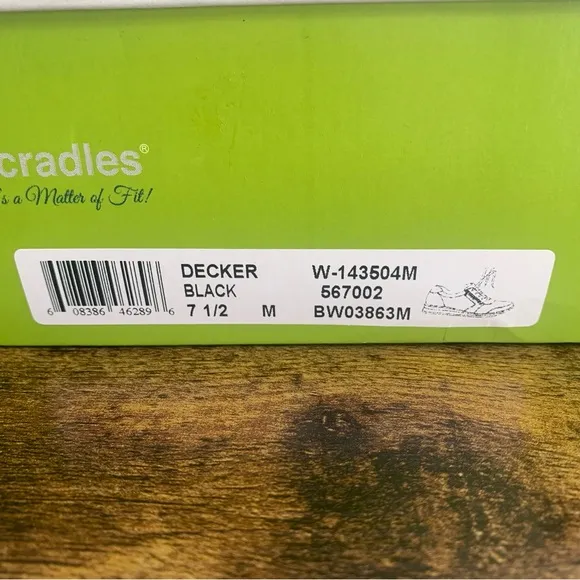 cradles®
's a Matter of Fit!
DECKER W-143504M
BLACK 567002
7 1/2 M BW03863M
6 08386 46289 6